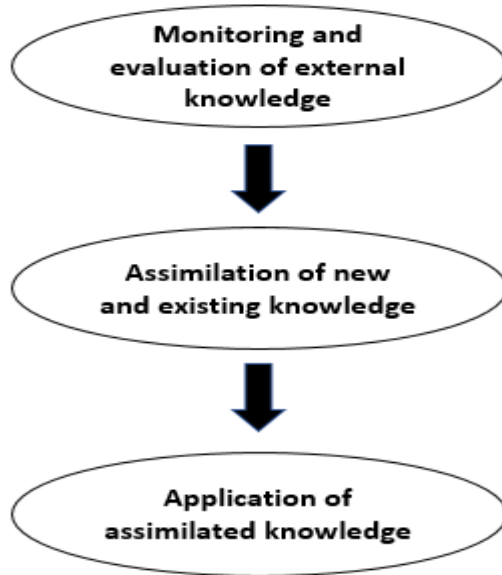 Monitoring and
evaluation of external
knowledge
Assimilation of new
and existing knowledge
Application of
assimilated knowledge